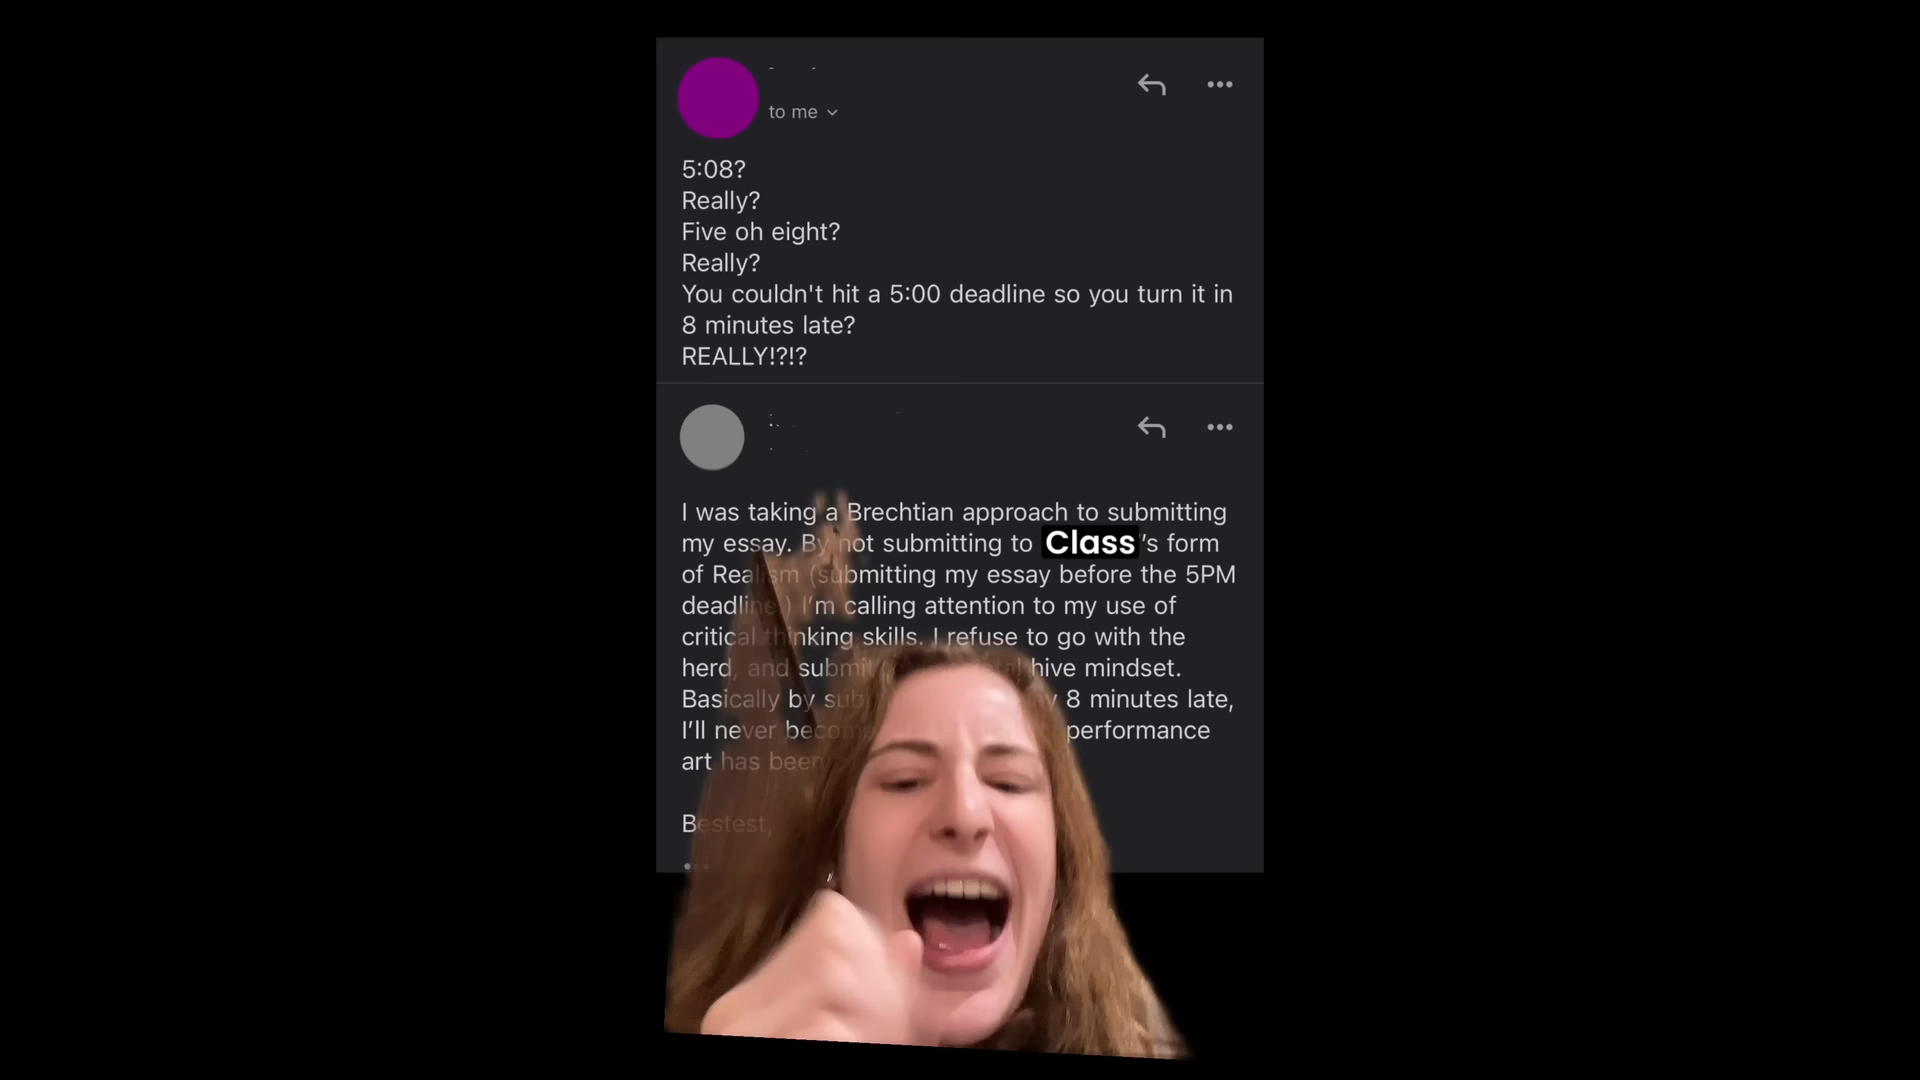 to me
5:08?
Really?
Five oh eight?
Really?
You couldn't hit a 5:00 deadline so you turn it in
8 minutes late?
REALLY!?!?
I was taking a Brechtian approach to submitting
my essay. By not submitting to Class's form
of Realism (submitting my essay before the 5PM
deadline.) I'm calling attention to my use of
critical thinking skills. I refuse to go with the
herd, and submit hive mindset.
Basically by 8 minutes late,
I'll never performance
art has been
Bestest,